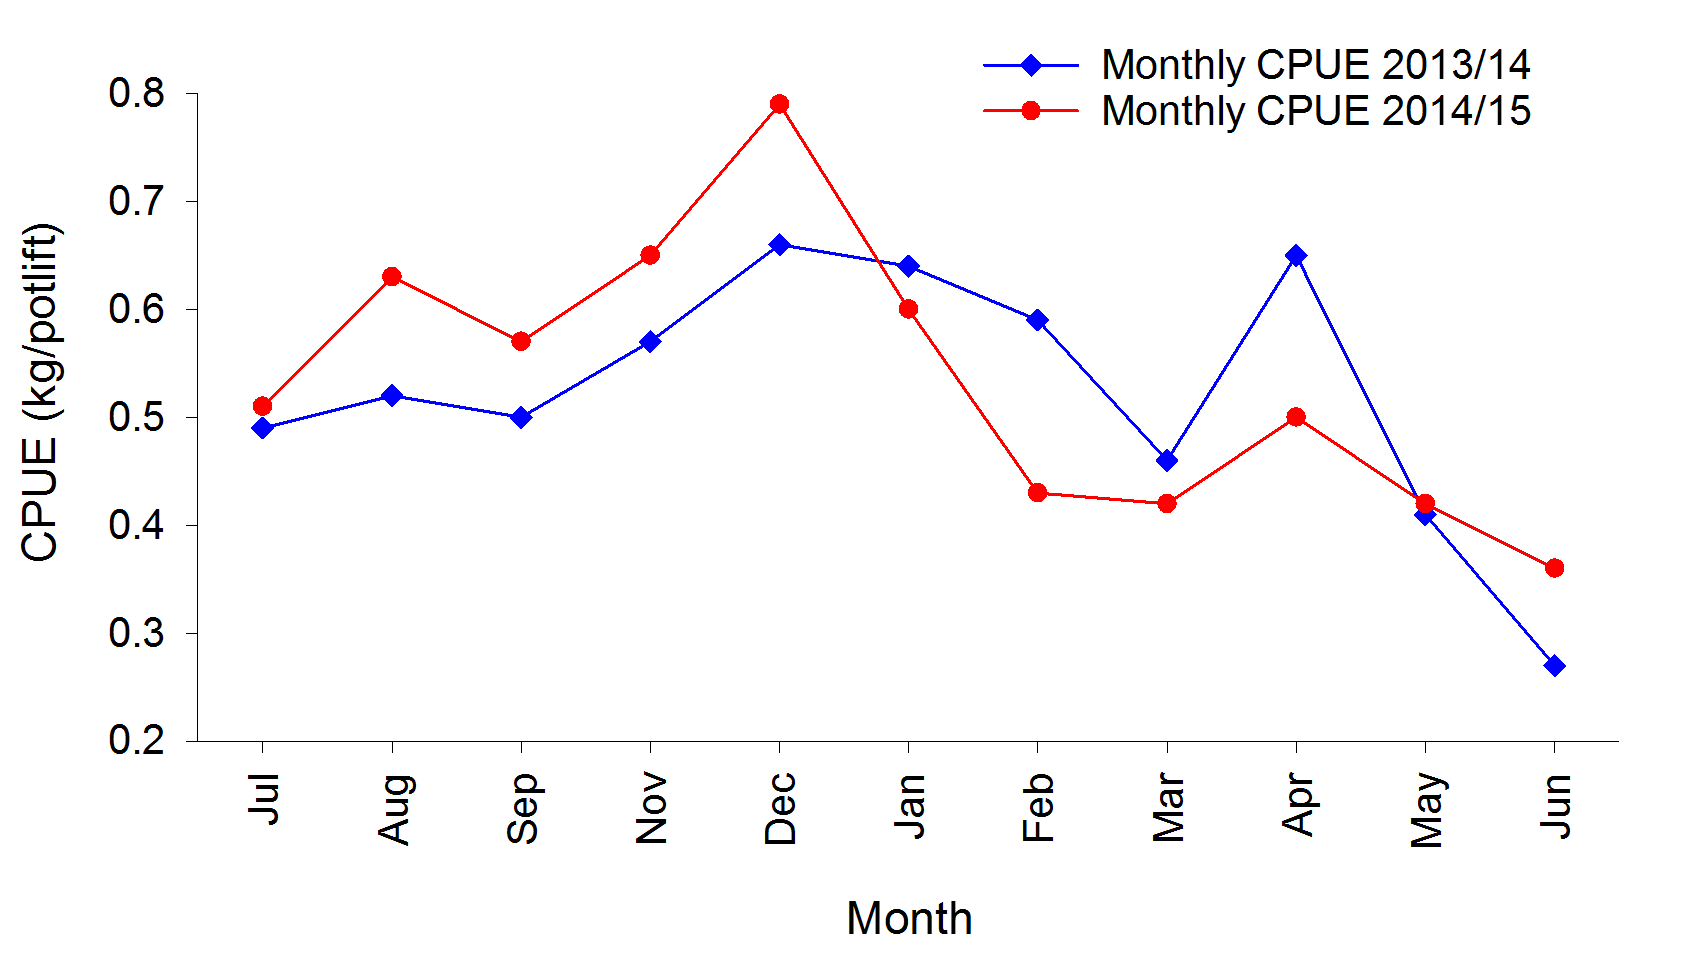 Monthly CPUE 2013/14
Monthly CPUE 2014/15
CPUE (kg/potlift)
0.8
0.7
0.6
0.5
0.4
0.3
0.2
Jul
Aug
Sep
Nov
Dec
Jan
Feb
Mar
Apr
May
Jun
Month